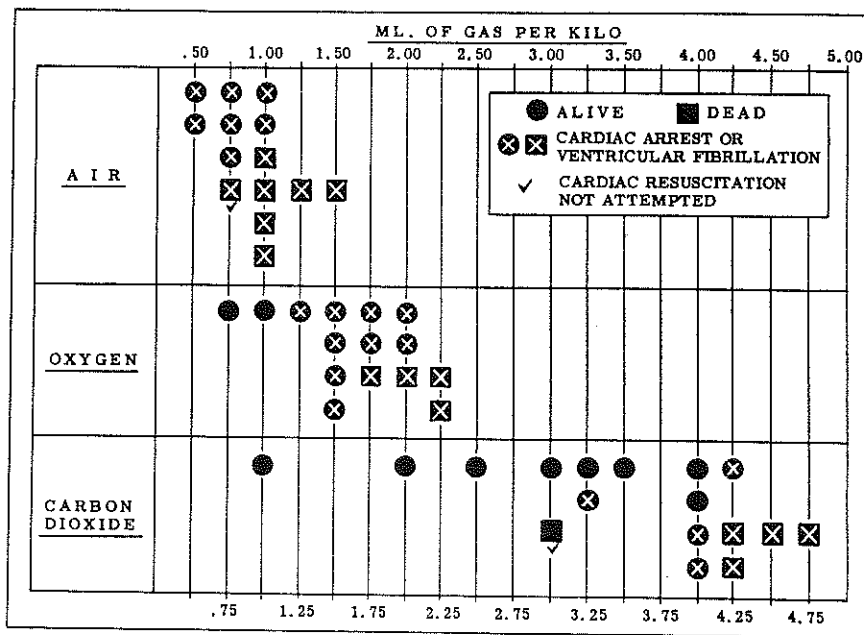 ML. OF GAS PER KILO
.50 1.00 1.50 2.00 2.50 3.00 3.50 4.00 4.50 5.00
ALIVE DEAD
CARDIAC ARREST OR
VENTRICULAR FIBRILLATION
CARDIAC RESUSCITATION
NOT ATTEMPTED
AIR
OXYGEN
CARBON
DIOXIDE
.75 1.25 1.75 2.25 2.75 3.25 3.75 4.25 4.75